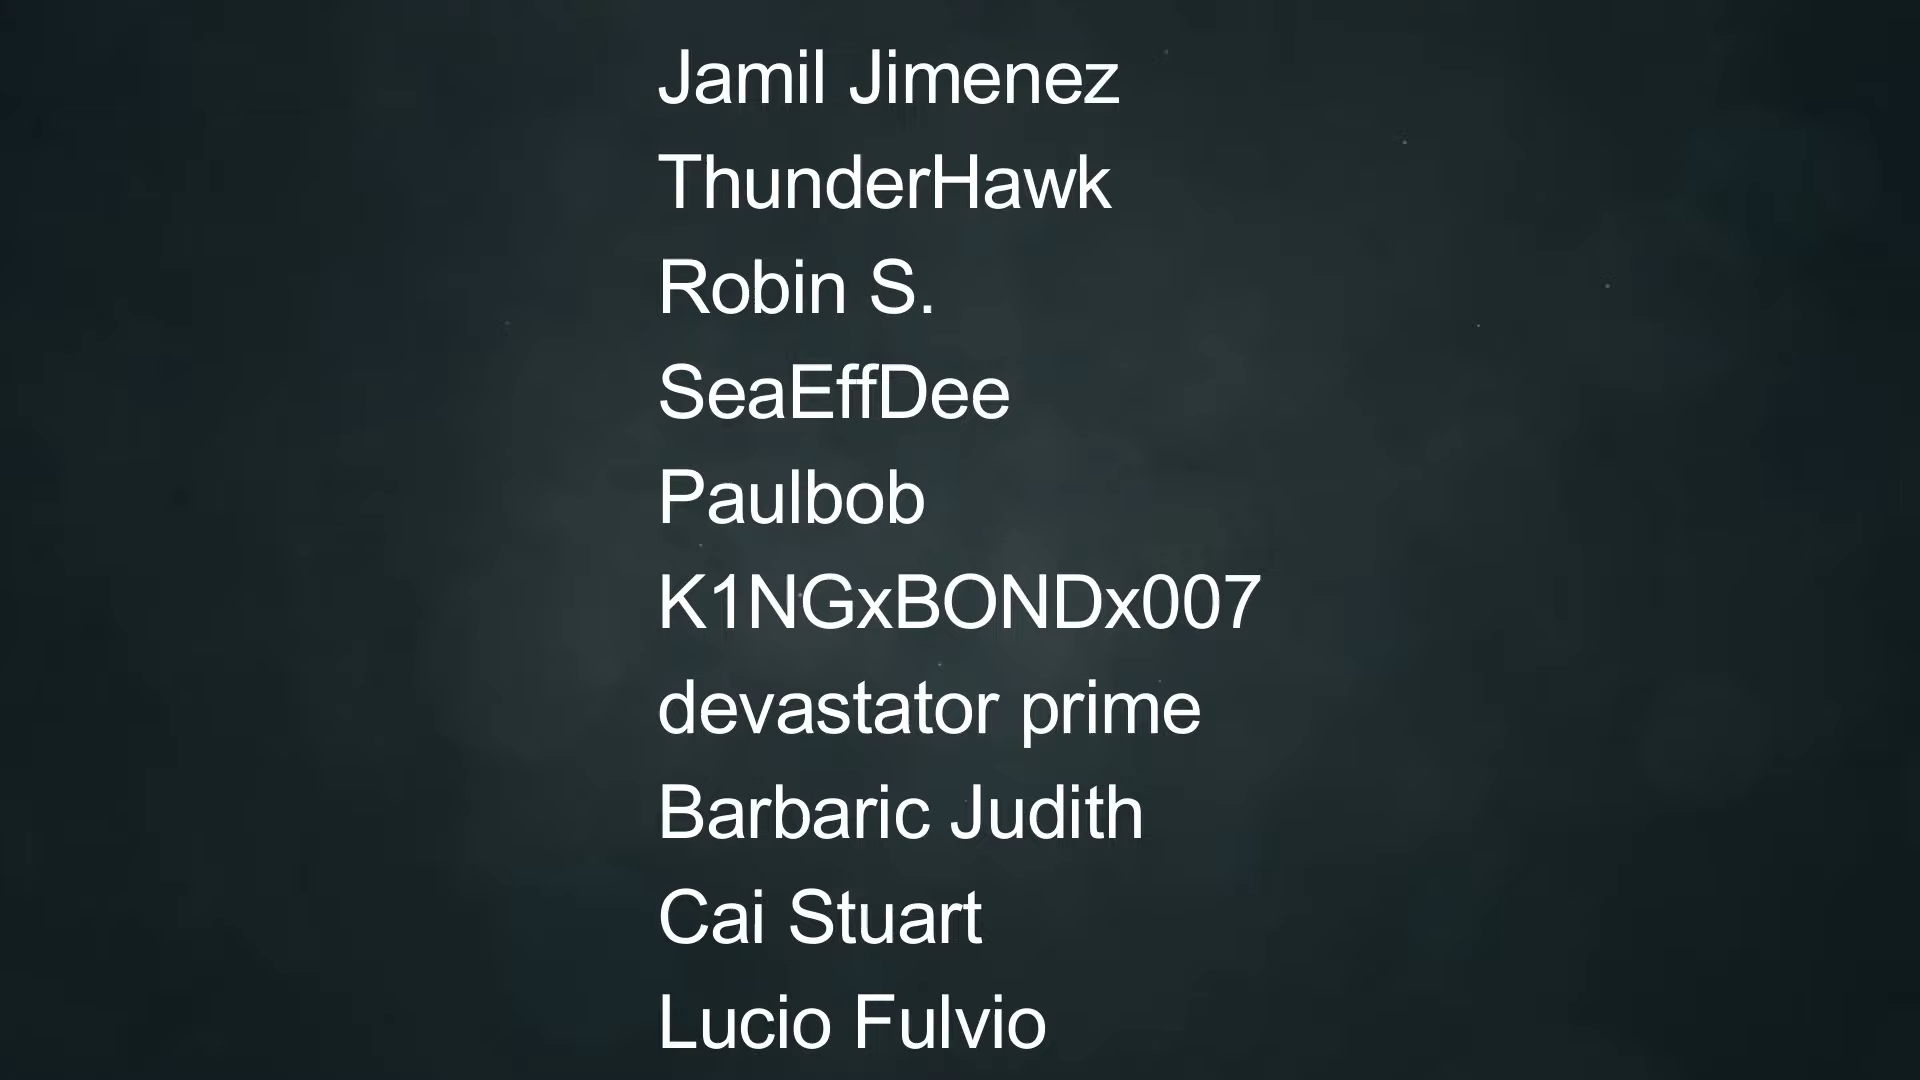 Jamil Jimenez
ThunderHawk
Robin S.
SeaEffDee
Paulbob
K1NGxBONDx007
devastator prime
Barbaric Judith
Cai Stuart
Lucio Fulvio